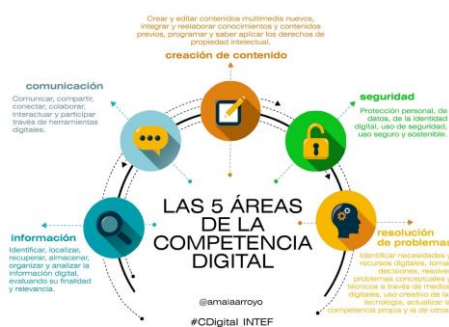 Crear y editar contenidos multimedia nuevos,
integrar y reelaborar conocimientos y contenidos
previos, programar y saber aplicar los derechos de
propiedad intelectual.
creación de contenido
comunicación
Comunicar, compartir,
conectar, colaborar,
interactuar y participar
través de herramientas
digitales.
seguridad
Protección personal, de
datos, de la identidad
digital, uso de seguridad,
uso seguro y sostenible.
LAS 5 ÁREAS
DE LA
COMPETENCIA
DIGITAL
información
Identificar, localizar,
recuperar, almacenar,
organizar y analizar la
información digital,
evaluando su finalidad
y relevancia.
resolución
de problemas
Identificar necesidades y
recursos digitales, tomar
decisiones, resolver
problemas conceptuales y
técnicos a través de medios
digitales, uso creativo de la
tecnología, actualizar la
competencia propia y la de otros.
@amaiaarroyo
#CDigital_INTEF